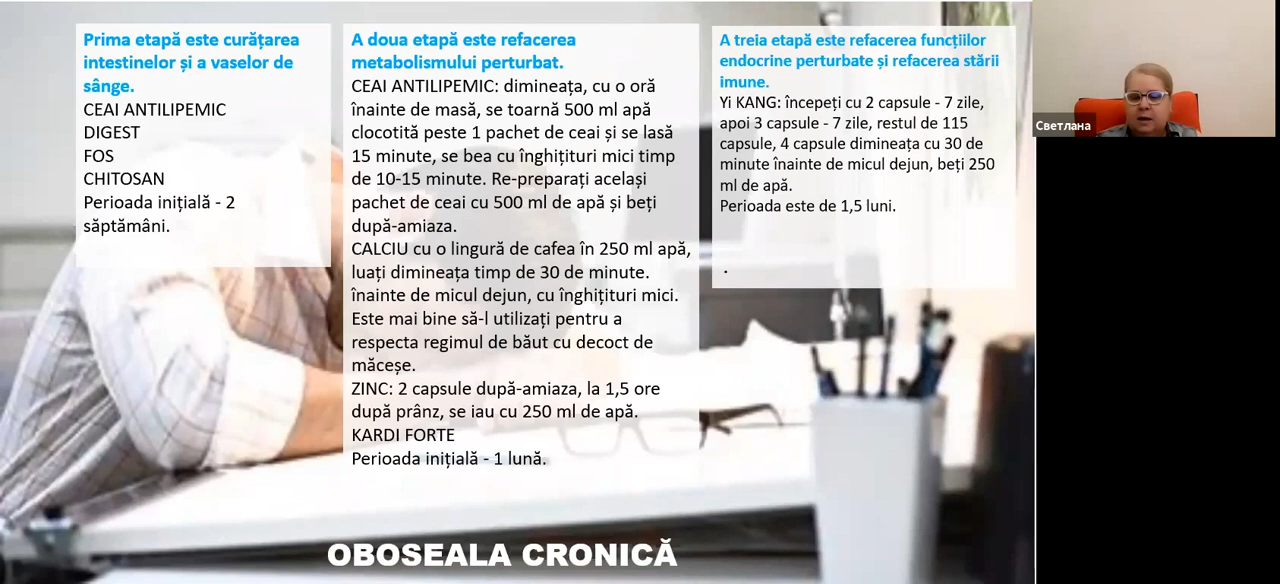 Prima etapă este curățarea
intestinelor și a vaselor de
sânge.
CEAI ANTILIPEMIC
DIGEST
FOS
CHITOSAN
Perioada inițială - 2
săptămâni.
A doua etapă este refacerea
metabolismului perturbat.
CEAI ANTILIPEMIC: dimineața, cu o oră
înainte de masă, se toarnă 500 ml apă
clocotită peste 1 pachet de ceai și se lasă
15 minute, se bea cu înghițituri mici timp
de 10-15 minute. Re-preparați același
pachet de ceai cu 500 ml de apă și beți
după-amiaza.
CALCIU cu o lingură de cafea în 250 ml apă,
luați dimineața timp de 30 de minute.
înainte de micul dejun, cu înghițituri mici.
Este mai bine să-l utilizați pentru a
respecta regimul de băut cu decoct de
măceșe.
ZINC: 2 capsule după-amiaza, la 1,5 ore
după prânz, se iau cu 250 ml de apă.
KARDI FORTE
Perioada inițială - 1 lună.
A treia etapă este refacerea funcțiilor
endocrine perturbate și refacerea stării
imune.
Yi KANG: începeți cu 2 capsule - 7 zile,
apoi 3 capsule - 7 zile, restul de 115
capsule, 4 capsule dimineața cu 30 de
minute înainte de micul dejun, beți 250
ml de apă.
Perioada este de 1,5 luni.
.
OBOSEALA CRONICĂ
Светлана